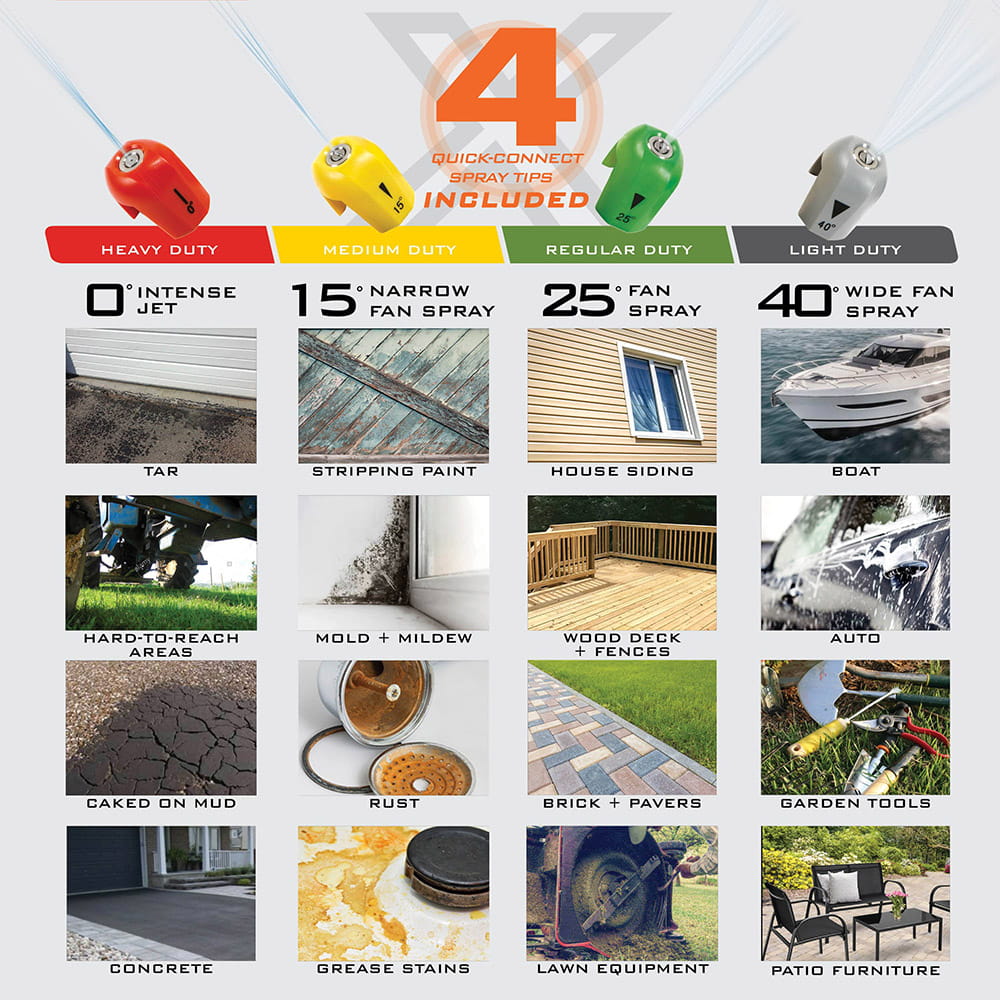 4
QUICK-CONNECT
SPRAY TIPS
INCLUDED
0°
15°
25°
40°
HEAVY DUTY
MEDIUM DUTY
REGULAR DUTY
LIGHT DUTY
0° INTENSE
JET
15° NARROW
FAN SPRAY
25° FAN
SPRAY
40° WIDE FAN
SPRAY
TAR
STRIPPING PAINT
HOUSE SIDING
BOAT
HARD-TO-REACH
AREAS
MOLD + MILDEW
WOOD DECK
+ FENCES
AUTO
CAKED ON MUD
RUST
BRICK + PAVERS
GARDEN TOOLS
CONCRETE
GREASE STAINS
LAWN EQUIPMENT
PATIO FURNITURE